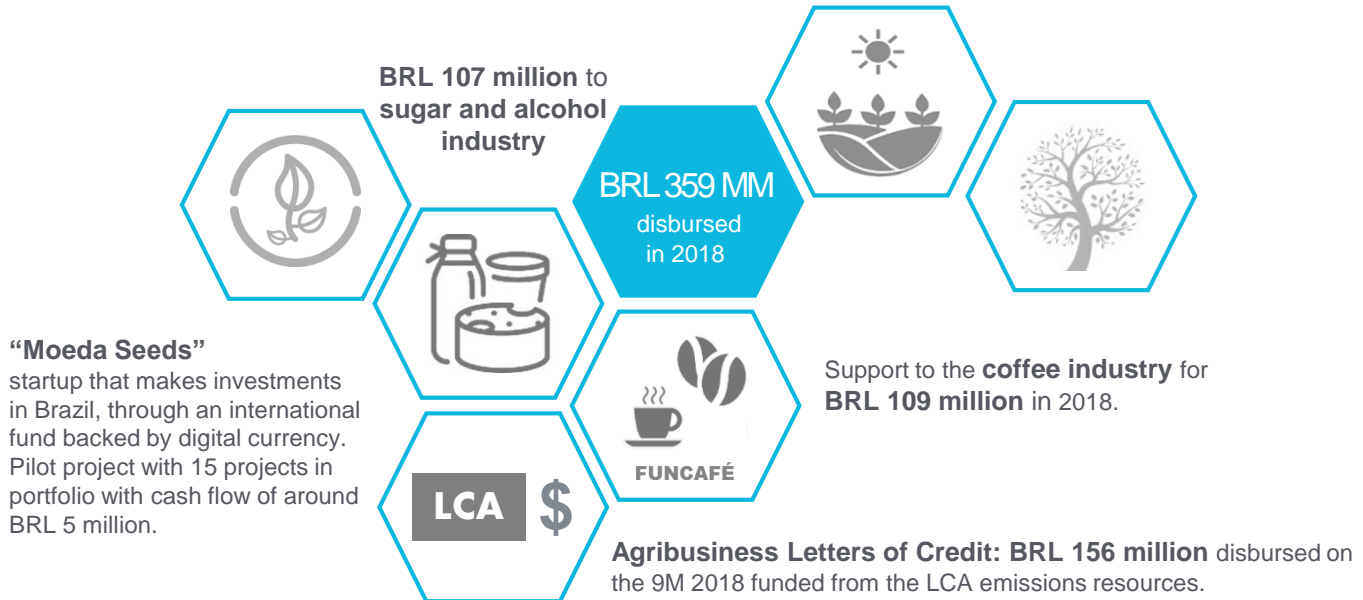 BRL 107 million to
sugar and alcohol
industry
BRL 359 MM
disbursed
in 2018
“Moeda Seeds”
startup that makes investments
in Brazil, through an international
fund backed by digital currency.
Pilot project with 15 projects in
portfolio with cash flow of around
BRL 5 million.
FUNCAFÉ
Support to the coffee industry for
BRL 109 million in 2018.
LCA $
Agribusiness Letters of Credit: BRL 156 million disbursed on
the 9M 2018 funded from the LCA emissions resources.